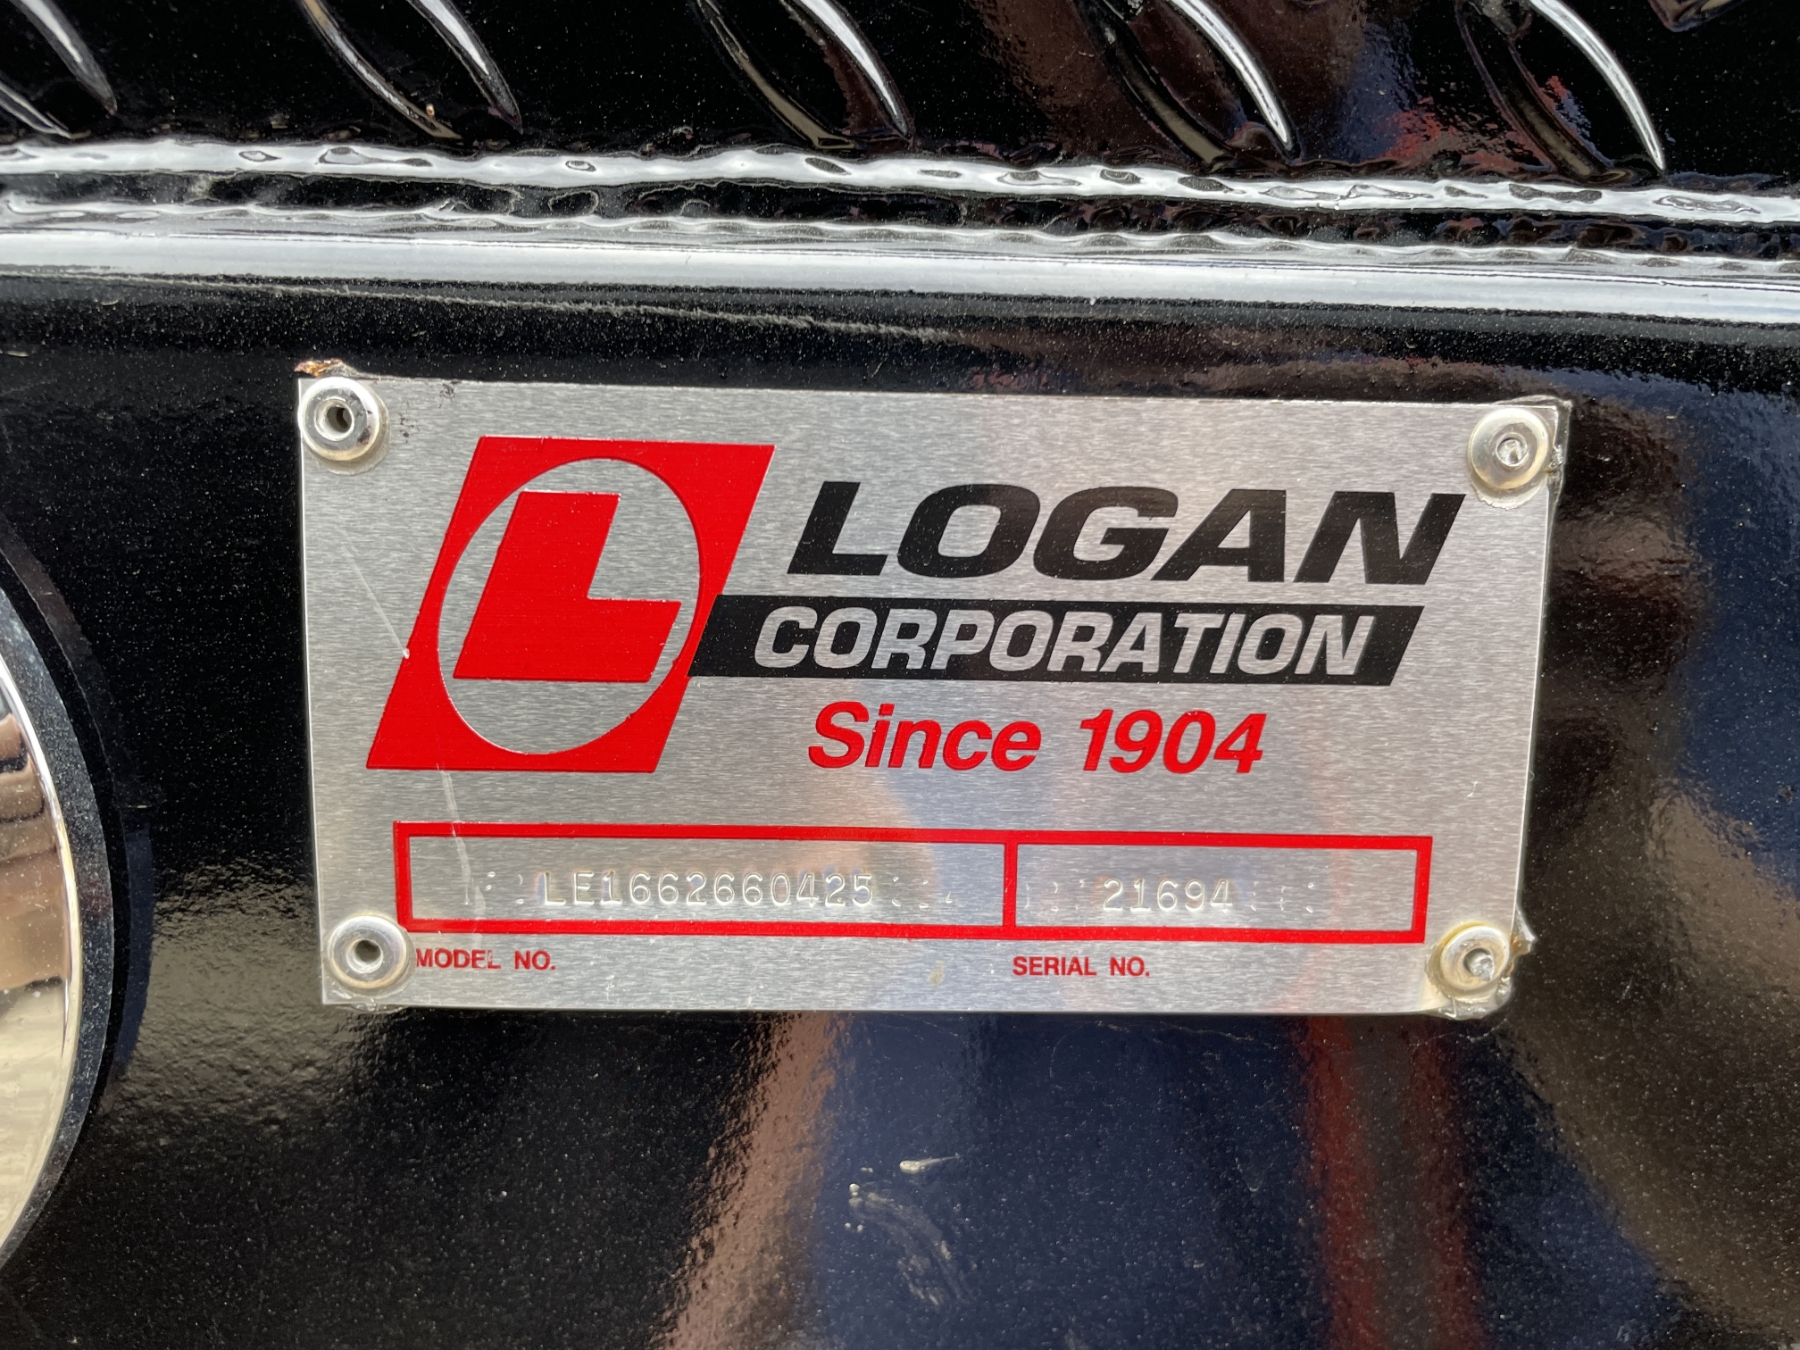 L
LOGAN
CORPORATION
Since 1904
LE1662660425 21694
MODEL NO. SERIAL NO.